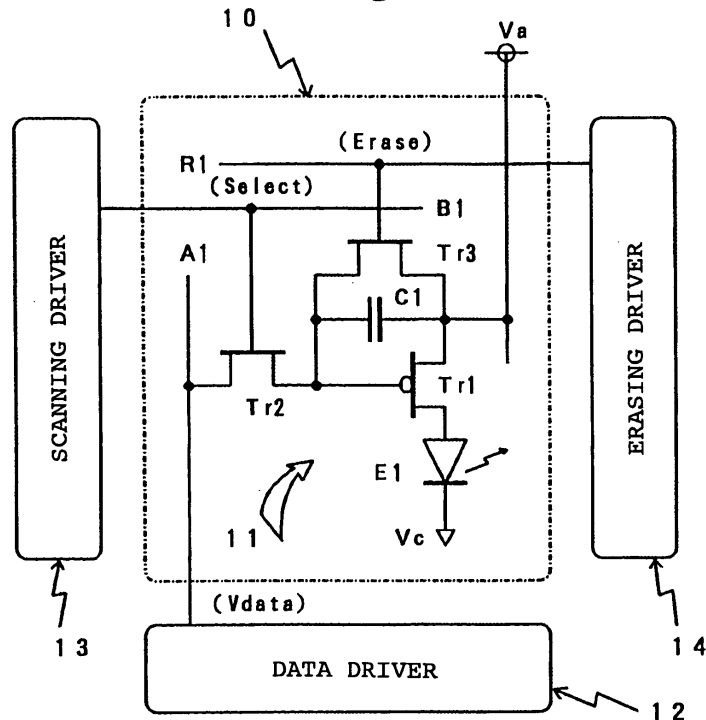 10
Va
(Erase)
R1
(Select)
B1
A1
Tr3
C1
Tr1
Tr2
E1
11
Vc
SCANNING DRIVER
ERASING DRIVER
(Vdata)
13
14
DATA DRIVER
12